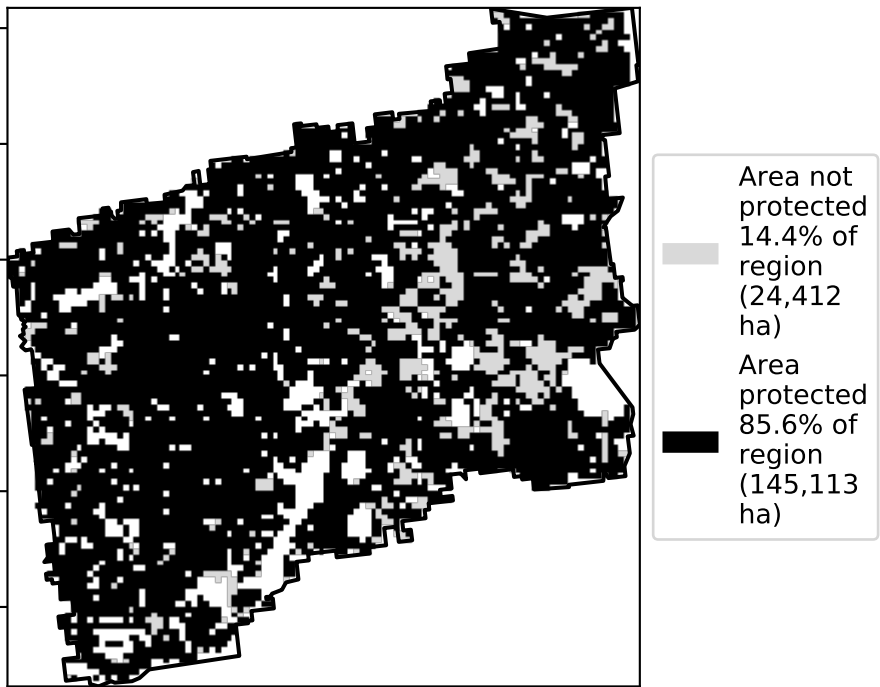 Area not
protected
14.4% of
region
(24,412
ha)
Area
protected
85.6% of
region
(145,113
ha)